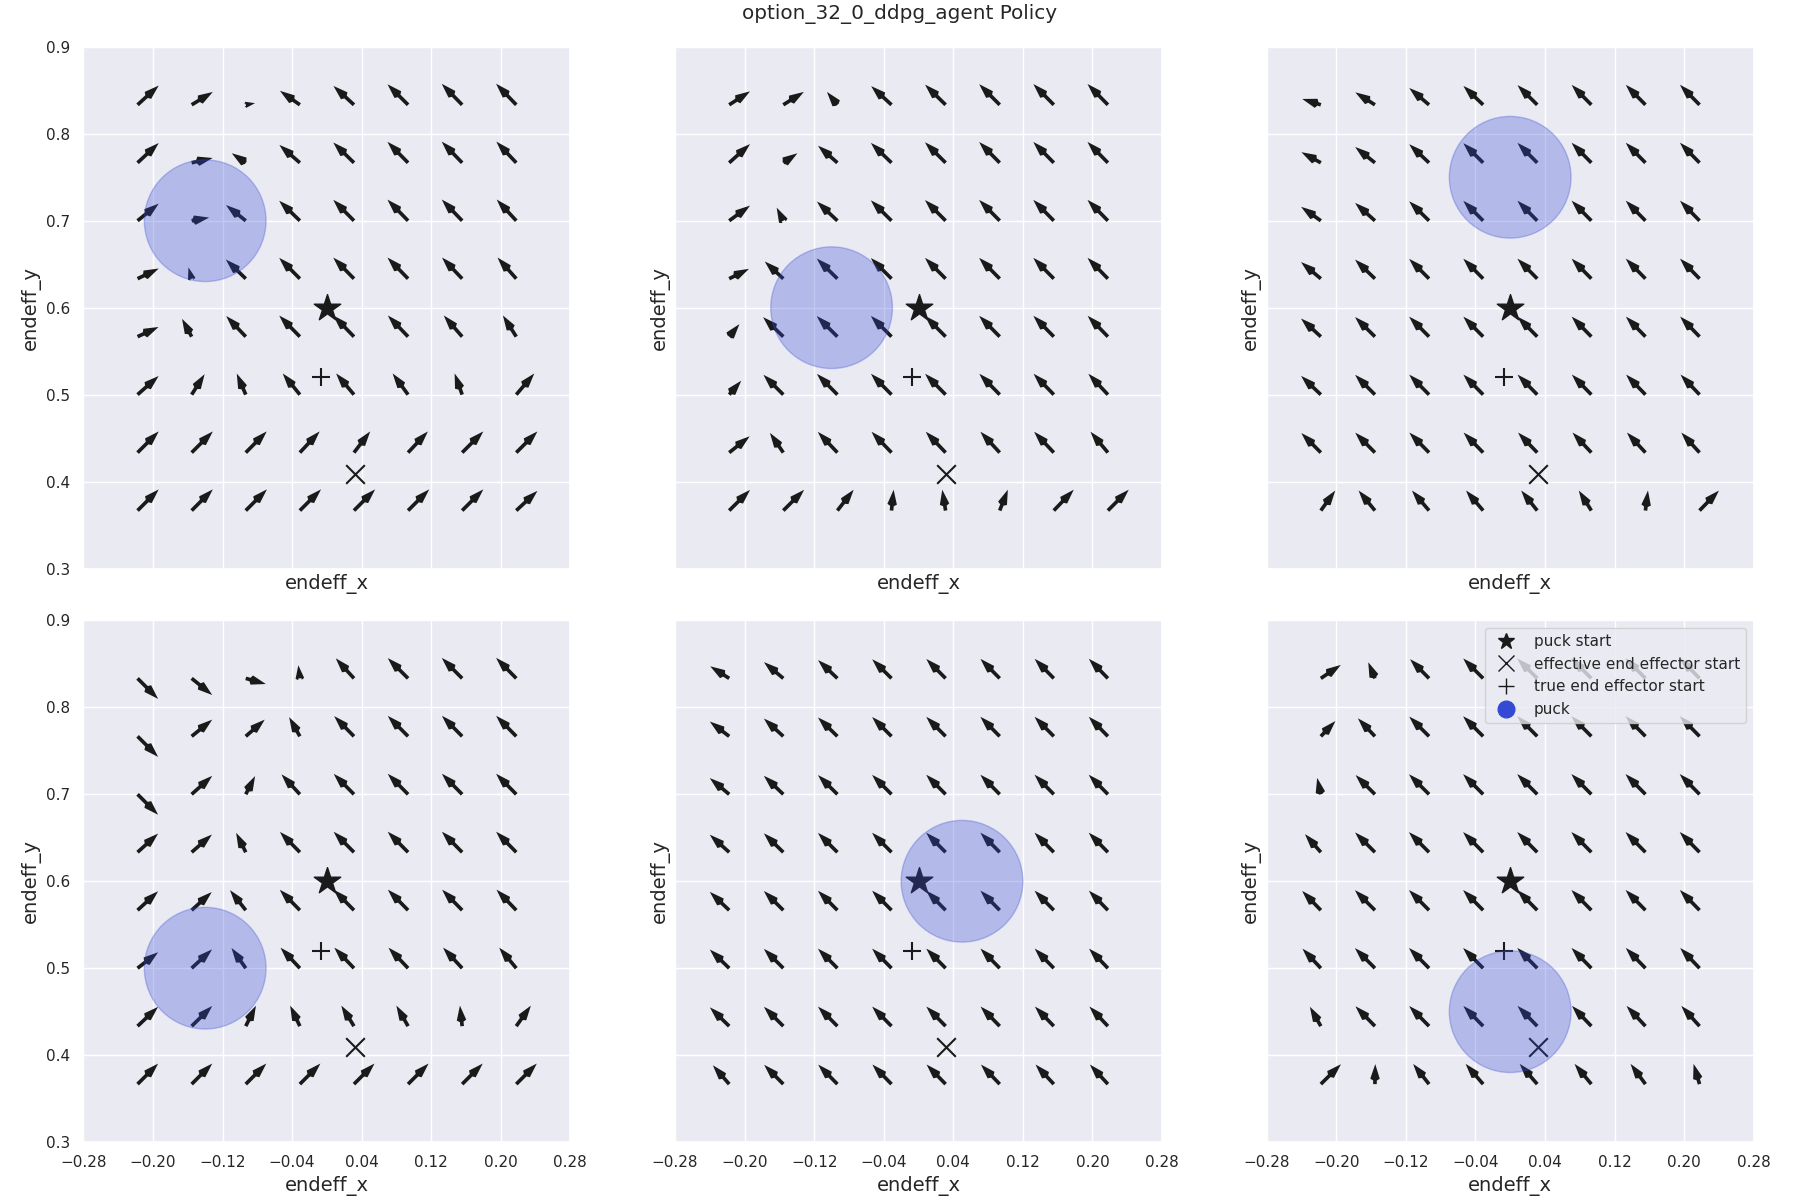 option_32_0_ddpg_agent Policy
0.9
0.8
0.7
0.6
0.5
0.4
0.3
endeff_y
endeff_x
endeff_y
endeff_x
endeff_y
endeff_x
0.9
0.8
0.7
0.6
0.5
0.4
0.3
endeff_y
−0.28 −0.20 −0.12 −0.04 0.04 0.12 0.20 0.28
endeff_x
endeff_y
−0.28 −0.20 −0.12 −0.04 0.04 0.12 0.20 0.28
endeff_x
puck start
effective end effector start
true end effector start
puck
endeff_y
−0.28 −0.20 −0.12 −0.04 0.04 0.12 0.20 0.28
endeff_x